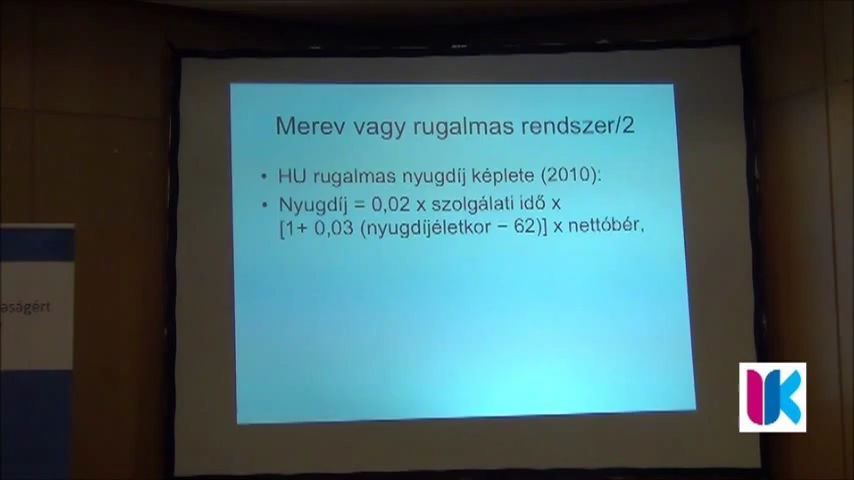 Merev vagy rugalmas rendszer/2
• HU rugalmas nyugdíj képlete (2010):
• Nyugdíj = 0,02 x szolgálati idő x
[1+ 0,03 (nyugdíjéletkor − 62)] x nettóbér,
aságért